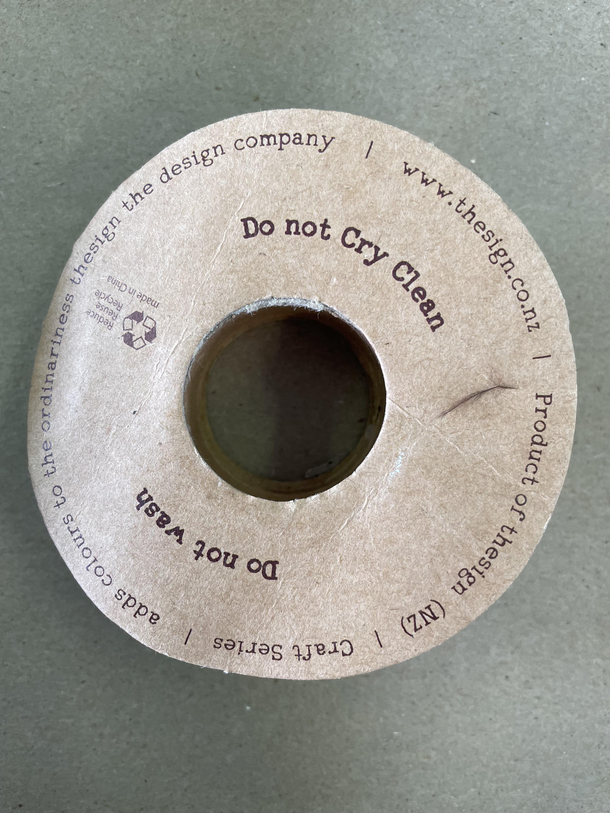 adds colours to the ordinariness thesign the design company | www.thesign.co.nz | Product of thesign (NZ) | Craft Series |
Do not Cry Clean
Do not wash
Reduce
Reuse
Recycle
made in China